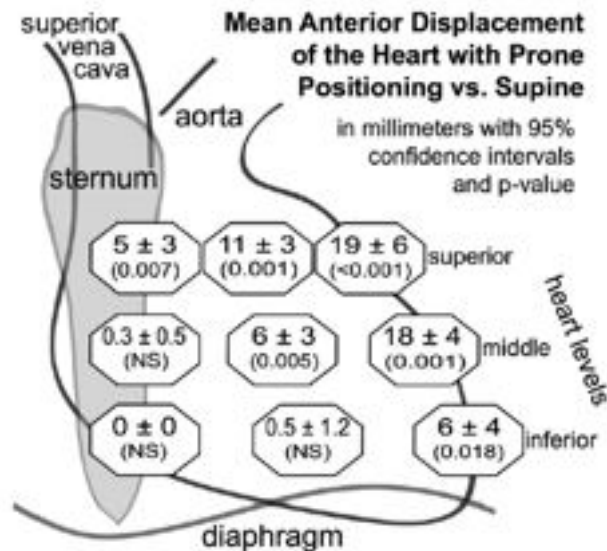 superior
vena
cava
Mean Anterior Displacement
of the Heart with Prone
Positioning vs. Supine
aorta
in millimeters with 95%
confidence intervals
and p-value
sternum
5 ± 3
(0.007)
11 ± 3
(0.001)
19 ± 6
(<0.001)
superior
0.3 ± 0.5
(NS)
6 ± 3
(0.005)
18 ± 4
(0.001)
middle
heart levels
0 ± 0
(NS)
0.5 ± 1.2
(NS)
6 ± 4
(0.018)
inferior
diaphragm